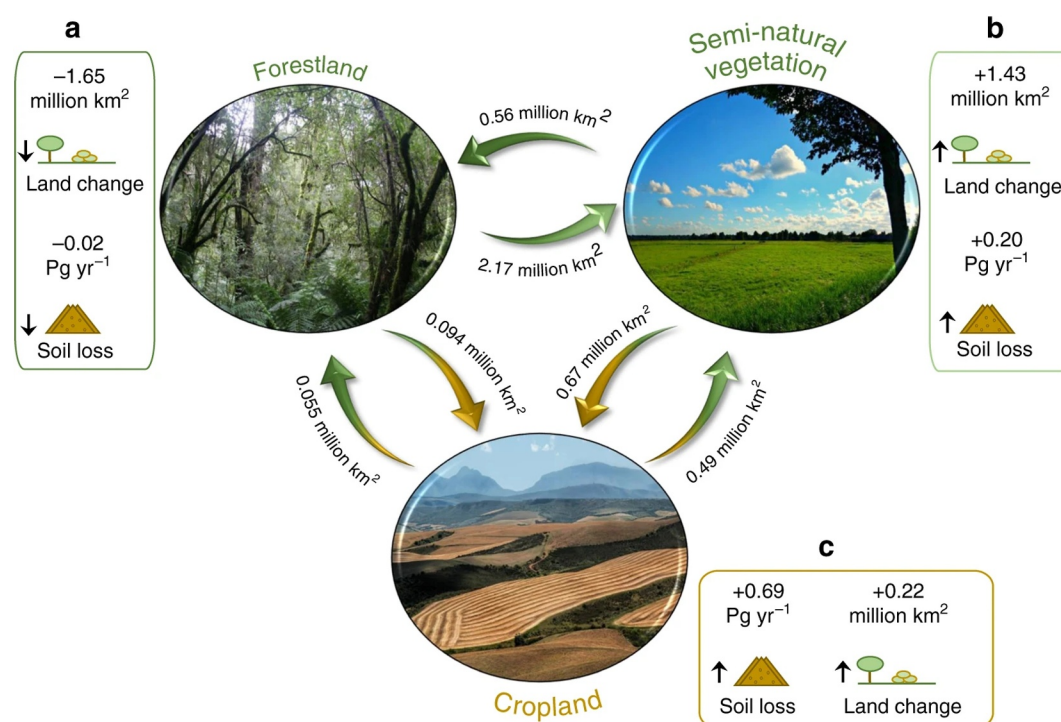 a
−1.65
million km²
Land change
−0.02
Pg yr⁻¹
Soil loss
Forestland
Semi-natural
vegetation
b
+1.43
million km²
Land change
+0.20
Pg yr⁻¹
Soil loss
0.56 million km²
2.17 million km²
0.094 million km²
0.055 million km²
0.67 million km²
0.49 million km²
Cropland
c
+0.69
Pg yr⁻¹
Soil loss
+0.22
million km²
Land change